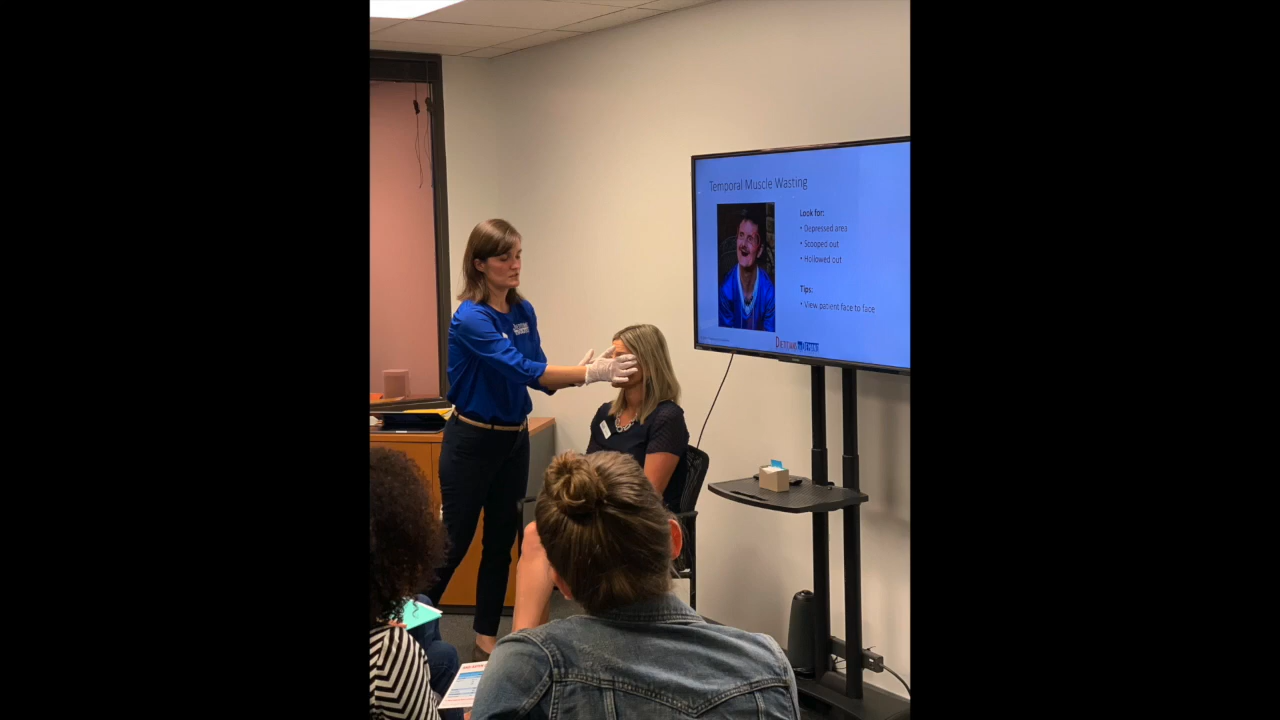 Temporal Muscle Wasting
Look for:
• Depressed area
• Scooped out
• Hollowed out
Tips:
• View patient face to face